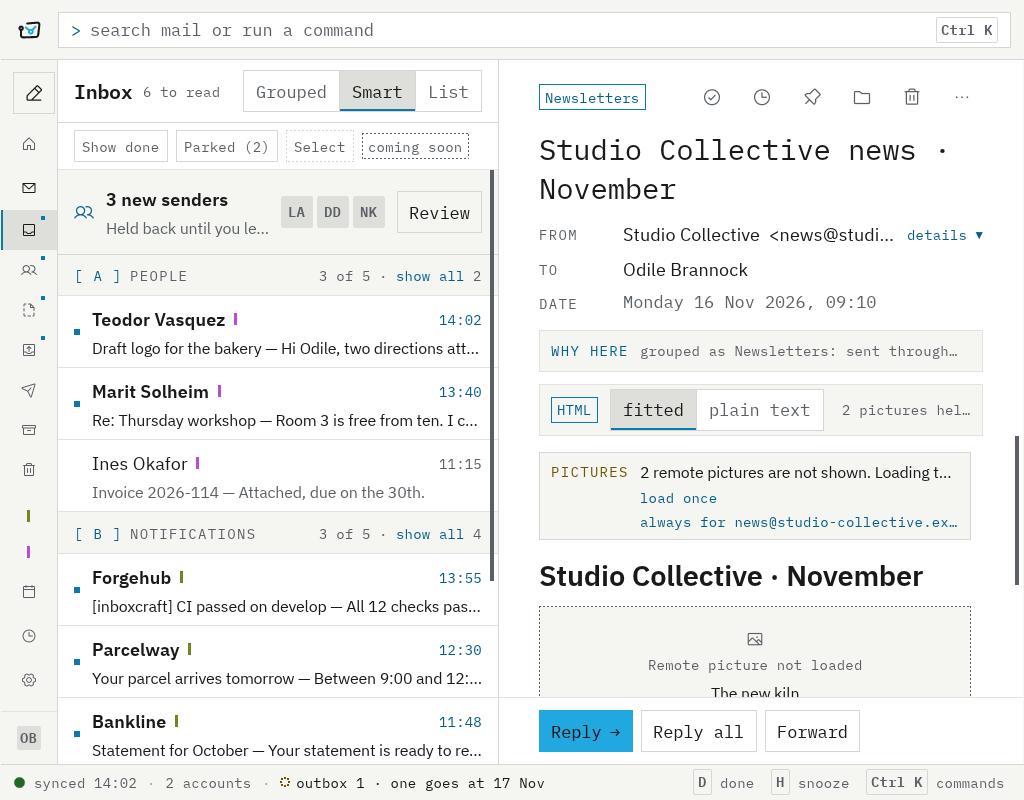 > search mail or run a command Ctrl K
Inbox 6 to read Grouped Smart List
Show done Parked (2) Select coming soon
3 new senders
Held back until you le... LA DD NK Review
[ A ] PEOPLE 3 of 5 · show all 2
Teodor Vasquez 14:02
Draft logo for the bakery — Hi Odile, two directions att...
Marit Solheim 13:40
Re: Thursday workshop — Room 3 is free from ten. I c...
Ines Okafor 11:15
Invoice 2026-114 — Attached, due on the 30th.
[ B ] NOTIFICATIONS 3 of 5 · show all 4
Forgehub 13:55
[inboxcraft] CI passed on develop — All 12 checks pas...
Parcelway 12:30
Your parcel arrives tomorrow — Between 9:00 and 12:...
Bankline 11:48
Statement for October — Your statement is ready to re...
OB
Newsletters
Studio Collective news ·
November
FROM Studio Collective <news@studi... details ▾
TO Odile Brannock
DATE Monday 16 Nov 2026, 09:10
WHY HERE grouped as Newsletters: sent through…
HTML fitted plain text 2 pictures hel…
PICTURES 2 remote pictures are not shown. Loading t...
load once
always for news@studio-collective.ex…
Studio Collective · November
Remote picture not loaded
The new kiln
Reply → Reply all Forward
synced 14:02 · 2 accounts · outbox 1 · one goes at 17 Nov D done H snooze Ctrl K commands